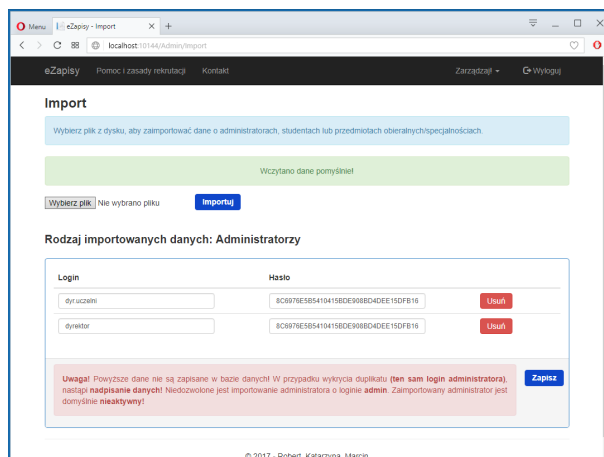 Menu eZapisy - Import
localhost:10144/Admin/Import
eZapisy Pomoc i zasady rekrutacji Kontakt Zarządzaj! Wyloguj
Import
Wybierz plik z dysku, aby zaimportować dane o administratorach, studentach lub przedmiotach obieralnych/specjalnościach.
Wczytano dane pomyślnie!
Wybierz plik Nie wybrano pliku Importuj
Rodzaj importowanych danych: Administratorzy
Login Hasło
dyr.uczelni 8C6976E5B5410415BDE908BD4DEE15DFB16 Usuń
dyrektor 8C6976E5B5410415BDE908BD4DEE15DFB16 Usuń
Uwaga! Powyższe dane nie są zapisane w bazie danych! W przypadku wykrycia duplikatu (ten sam login administratora), Zapisz
nastąpi nadpisanie danych! Niedozwolone jest importowanie administratora o loginie admin. Zaimportowany administrator jest
domyślnie nieaktywny!
© 2017 - Robert, Katarzyna, Marcin